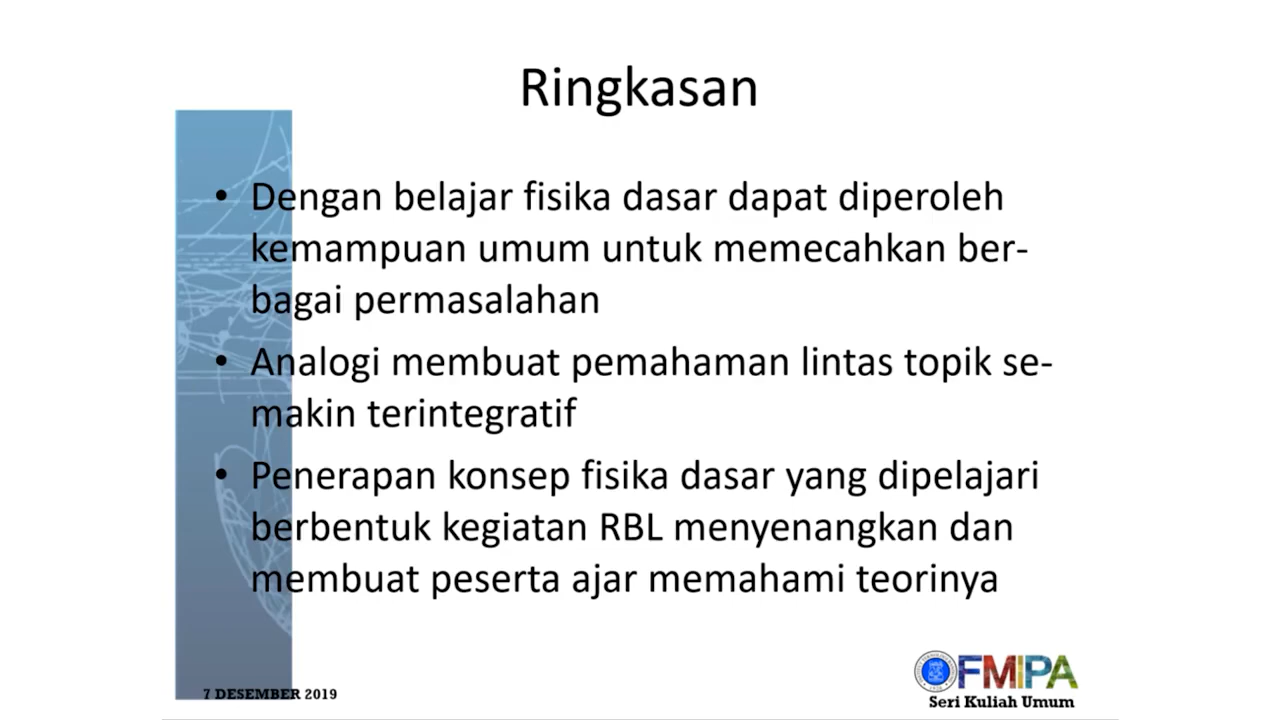 Ringkasan
• Dengan belajar fisika dasar dapat diperoleh
kemampuan umum untuk memecahkan ber-
bagai permasalahan
• Analogi membuat pemahaman lintas topik se-
makin terintegratif
• Penerapan konsep fisika dasar yang dipelajari
berbentuk kegiatan RBL menyenangkan dan
membuat peserta ajar memahami teorinya
7 DESEMBER 2019
FMIPA
Seri Kuliah Umum